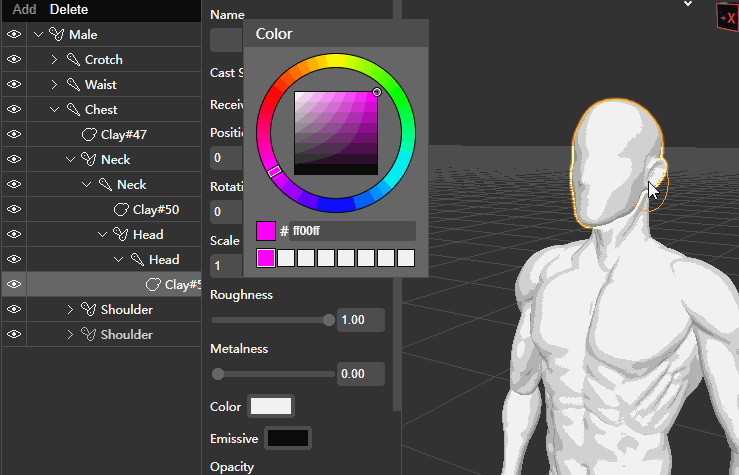 Add Delete
Male
Crotch
Waist
Chest
Clay#47
Neck
Neck
Clay#50
Head
Head
Clay#5
Shoulder
Shoulder
Name
Color
Cast S
Receiv
Positio
0
Rotati
0
# ff00ff
Scale
1
Roughness
1.00
Metalness
0.00
Color
Emissive
Opacity
+X